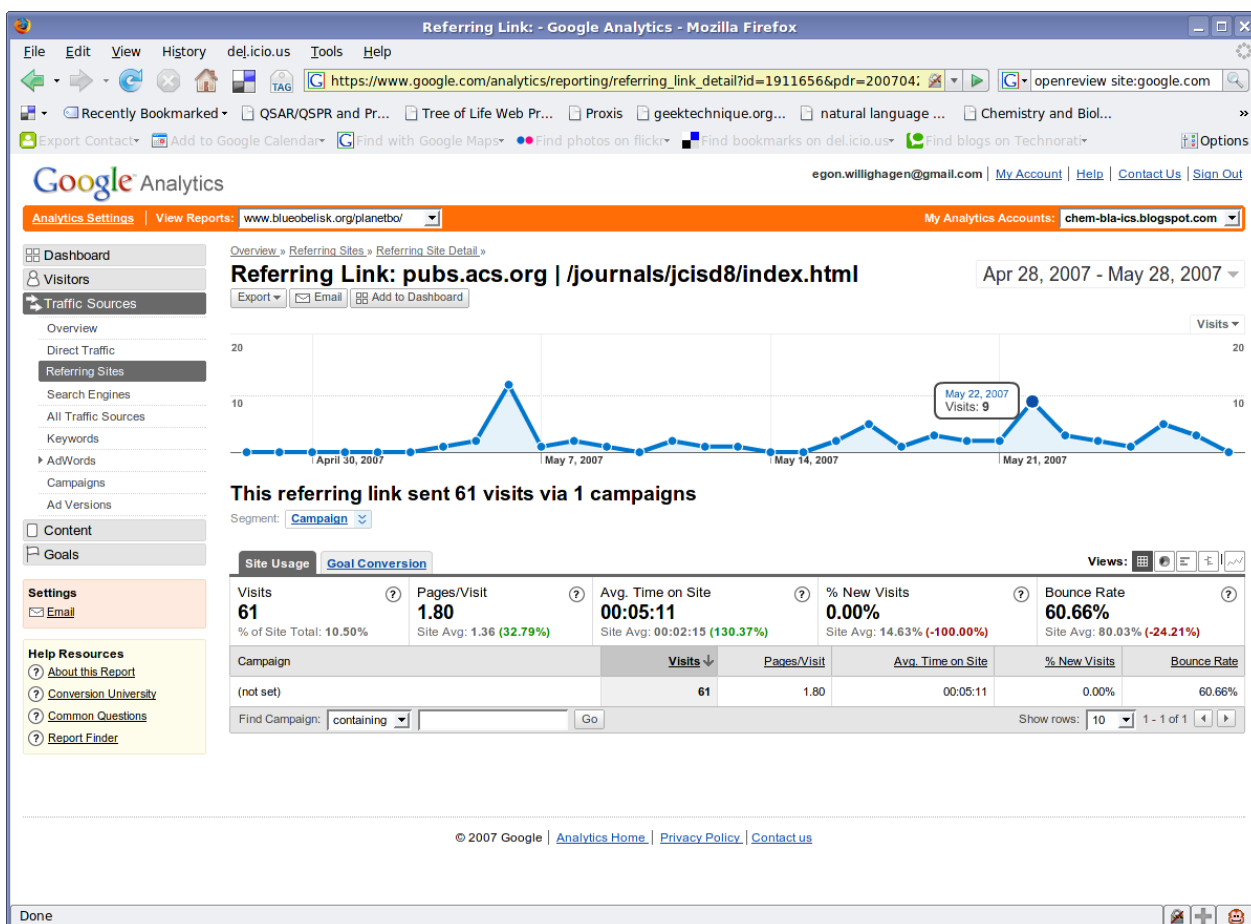 Referring Link: - Google Analytics - Mozilla Firefox
File Edit View History del.icio.us Tools Help
TAG G https://www.google.com/analytics/reporting/referring_link_detail?id=1911656&pdr=200704: G openreview site:google.com
Recently Bookmarked QSAR/QSPR and Pr... Tree of Life Web Pr... Proxis geektechnique.org... natural language ... Chemistry and Biol... »
Export Contact Add to Google Calendar Find with Google Maps Find photos on flickr Find bookmarks on del.icio.us Find blogs on Technorati Options
Google Analytics
egon.willighagen@gmail.com | My Account | Help | Contact Us | Sign Out
Analytics Settings | View Reports: www.blueobelisk.org/planetbo/ My Analytics Accounts: chem-bla-ics.blogspot.com
Dashboard
Visitors
Traffic Sources
Overview
Direct Traffic
Referring Sites
Search Engines
All Traffic Sources
Keywords
AdWords
Campaigns
Ad Versions
Content
Goals
Settings
Email
Help Resources
? About this Report
? Conversion University
? Common Questions
? Report Finder
Overview » Referring Sites » Referring Site Detail »
Referring Link: pubs.acs.org | /journals/jcisd8/index.html
Apr 28, 2007 - May 28, 2007
Export Email Add to Dashboard
Visits
20 20
10 10
May 22, 2007
Visits: 9
April 30, 2007 May 7, 2007 May 14, 2007 May 21, 2007
This referring link sent 61 visits via 1 campaigns
Segment: Campaign
Site Usage Goal Conversion Views:
Visits ? Pages/Visit ? Avg. Time on Site ? % New Visits ? Bounce Rate ?
61 1.80 00:05:11 0.00% 60.66%
% of Site Total: 10.50% Site Avg: 1.36 (32.79%) Site Avg: 00:02:15 (130.37%) Site Avg: 14.63% (-100.00%) Site Avg: 80.03% (-24.21%)
Campaign Visits Pages/Visit Avg. Time on Site % New Visits Bounce Rate
(not set) 61 1.80 00:05:11 0.00% 60.66%
Find Campaign: containing Go Show rows: 10 1 - 1 of 1
© 2007 Google | Analytics Home | Privacy Policy | Contact us
Done